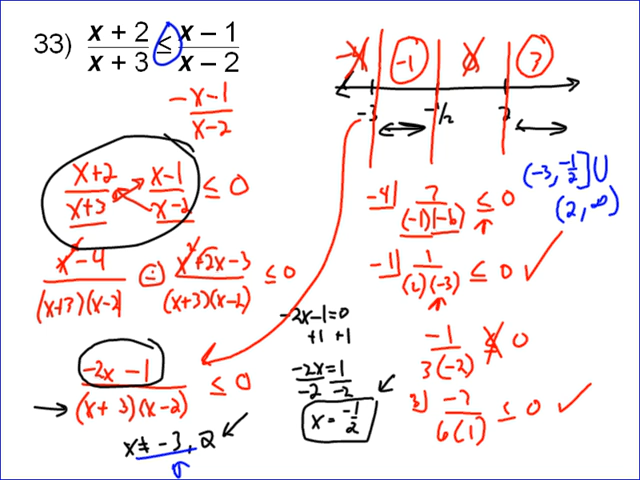 33) x + 2 / x + 3 ≤ x − 1 / x − 2
− x − 1 / x − 2
x+2 / x+3 x−1 / x−2 ≤ 0
x² − 4 / (x+3)(x−2) − x² + 2x − 3 / (x+3)(x−2) ≤ 0
−2x − 1 / (x + 3)(x − 2) ≤ 0
x ≠ −3, 2
−2x − 1 = 0
+1 +1
−2x = 1
−2 −2
x = −1/2
−4 −1 0 3
−3 −1/2 2
(−3, −1/2] U
(2, ∞)
−4| 7 / (−1)(−6) ≤ 0
−1| 1 / (2)(−3) ≤ 0 ✓
−1 / 3(−2) ≰ 0
3) −7 / 6(1) ≤ 0 ✓